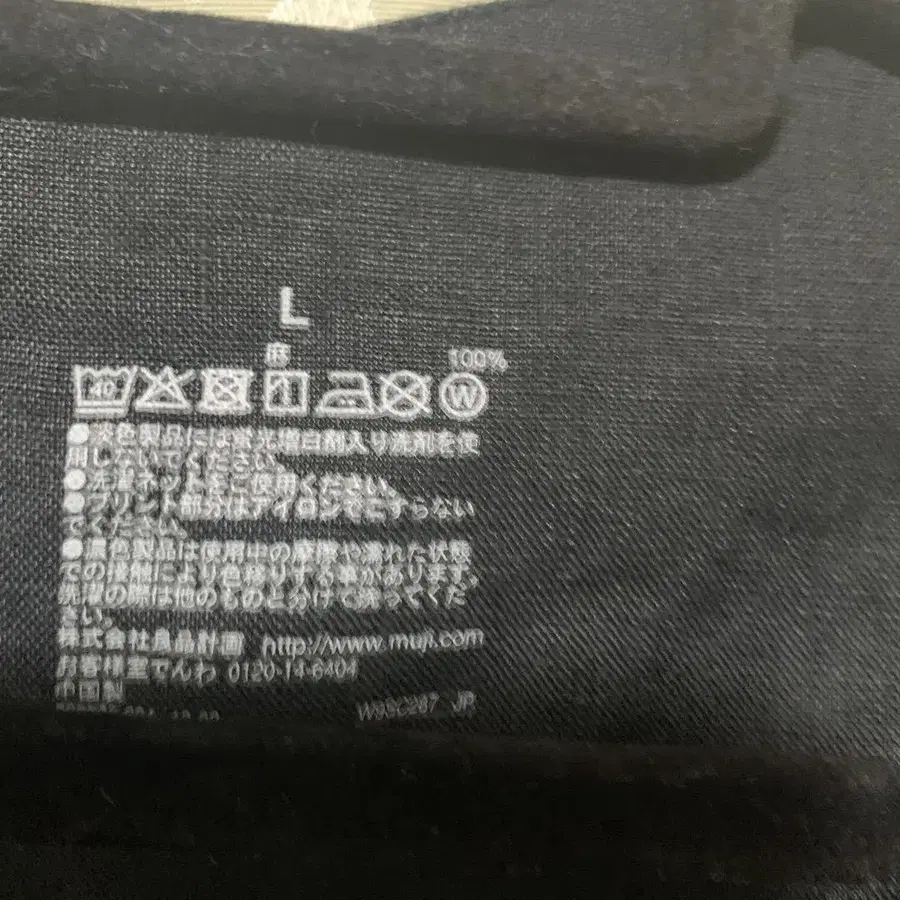 L
麻 100%
40
W
●淡色製品には蛍光増白剤入り洗剤を使
用しないでください。
●洗濯ネットをご使用ください。
●プリント部分はアイロンでこすらない
でください。
●濃色製品は使用中の摩擦や濡れた状態
での接触により色移りする事があります。
洗濯の際は他のものと分けて洗ってくだ
さい。
株式会社良品計画 http://www.muji.com
お客様室でんわ 0120-14-6404
中国製
JP